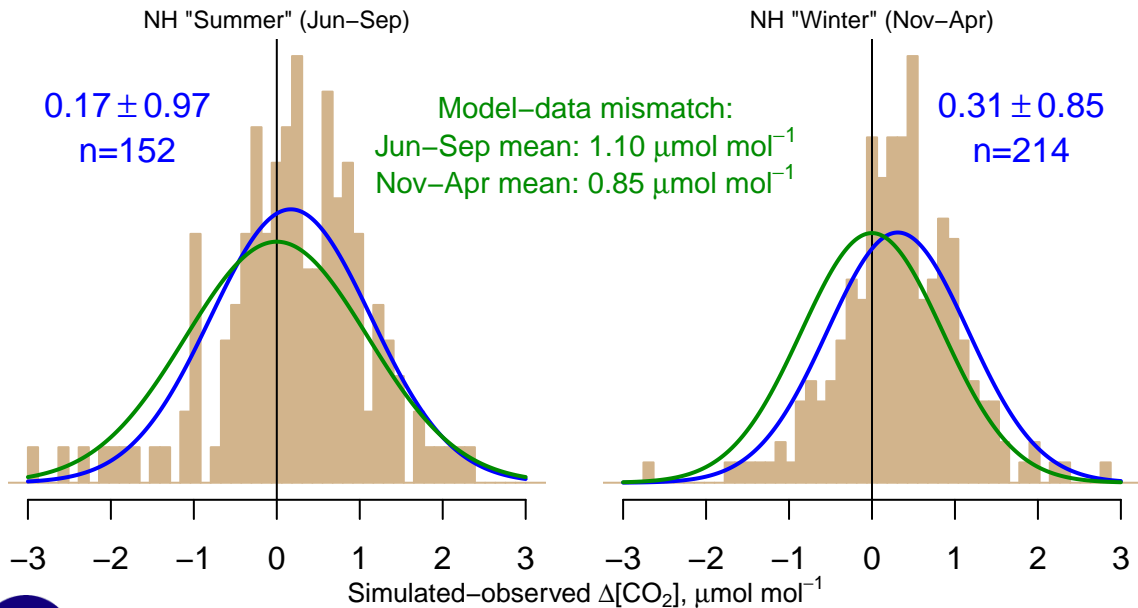 NH "Summer" (Jun−Sep)
NH "Winter" (Nov−Apr)
0.17 ± 0.97
n=152
Model−data mismatch:
Jun−Sep mean: 1.10 μmol mol⁻¹
Nov−Apr mean: 0.85 μmol mol⁻¹
0.31 ± 0.85
n=214
−3 −2 −1 0 1 2 3
−3 −2 −1 0 1 2 3
Simulated−observed Δ[CO₂], μmol mol⁻¹